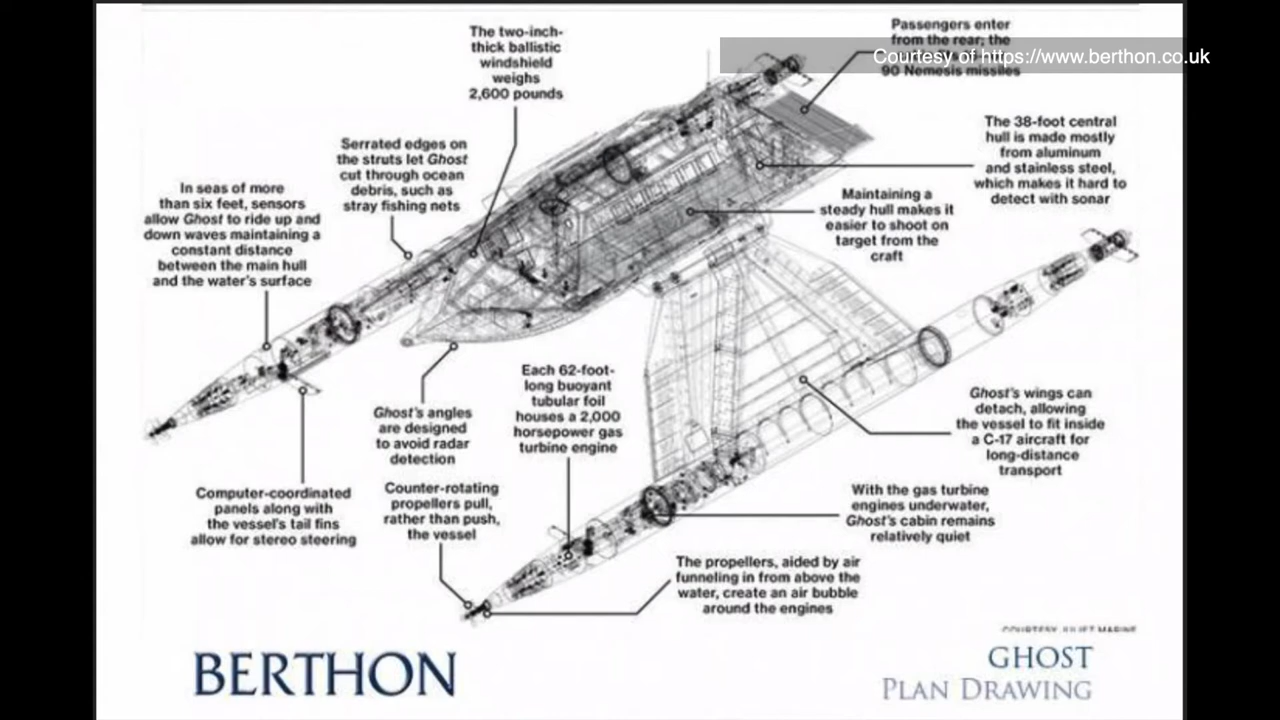 The two-inch-
thick ballistic
windshield
weighs
2,600 pounds
Passengers enter
from the rear; the
Courtesy of https://www.berthon.co.uk
90 Nemesis missiles
Serrated edges on
the struts let Ghost
cut through ocean
debris, such as
stray fishing nets
The 38-foot central
hull is made mostly
from aluminum
and stainless steel,
which makes it hard to
detect with sonar
In seas of more
than six feet, sensors
allow Ghost to ride up and
down waves maintaining a
constant distance
between the main hull
and the water's surface
Maintaining a
steady hull makes it
easier to shoot on
target from the
craft
Each 62-foot-
long buoyant
tubular foil
houses a 2,000
horsepower gas
turbine engine
Ghost's angles
are designed
to avoid radar
detection
Ghost's wings can
detach, allowing
the vessel to fit inside
a C-17 aircraft for
long-distance
transport
Computer-coordinated
panels along with
the vessel's tail fins
allow for stereo steering
Counter-rotating
propellers pull,
rather than push,
the vessel
With the gas turbine
engines underwater,
Ghost's cabin remains
relatively quiet
The propellers, aided by air
funneling in from above the
water, create an air bubble
around the engines
COURTESY JULIET MARINE
BERTHON
GHOST
PLAN DRAWING